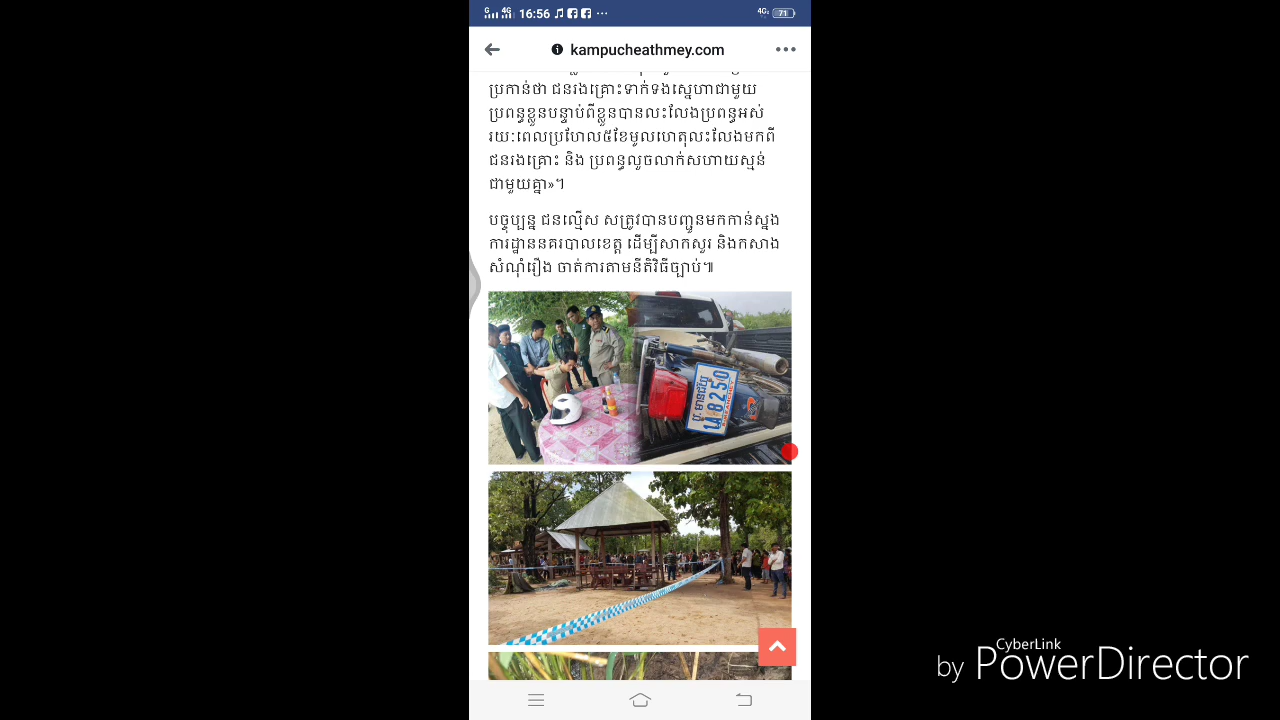 16:56
71
kampucheathmey.com
ប្រកាន់ថា ជនរងគ្រោះទាក់ទងស្នេហាជាមួយ
ប្រពន្ធខ្លួនបន្ទាប់ពីខ្លួនបានលះលែងប្រពន្ធអស់
រយៈពេលប្រហែល៥ខែមូលហេតុលះលែងមកពី
ជនរងគ្រោះ និង ប្រពន្ធលួចលាក់សហាយស្មន់
ជាមួយគ្នា»។
បច្ចុប្បន្ន ជនល្មើស សត្រូវបានបញ្ជូនមកកាន់ស្នង
ការដ្ឋាននគរបាលខេត្ត ដើម្បីសាកសួរ និងកសាង
សំណុំរឿង ចាត់ការតាមនីតិវិធីច្បាប់៕
ប.មានជ័យ
1A 8250
CyberLink
by PowerDirector